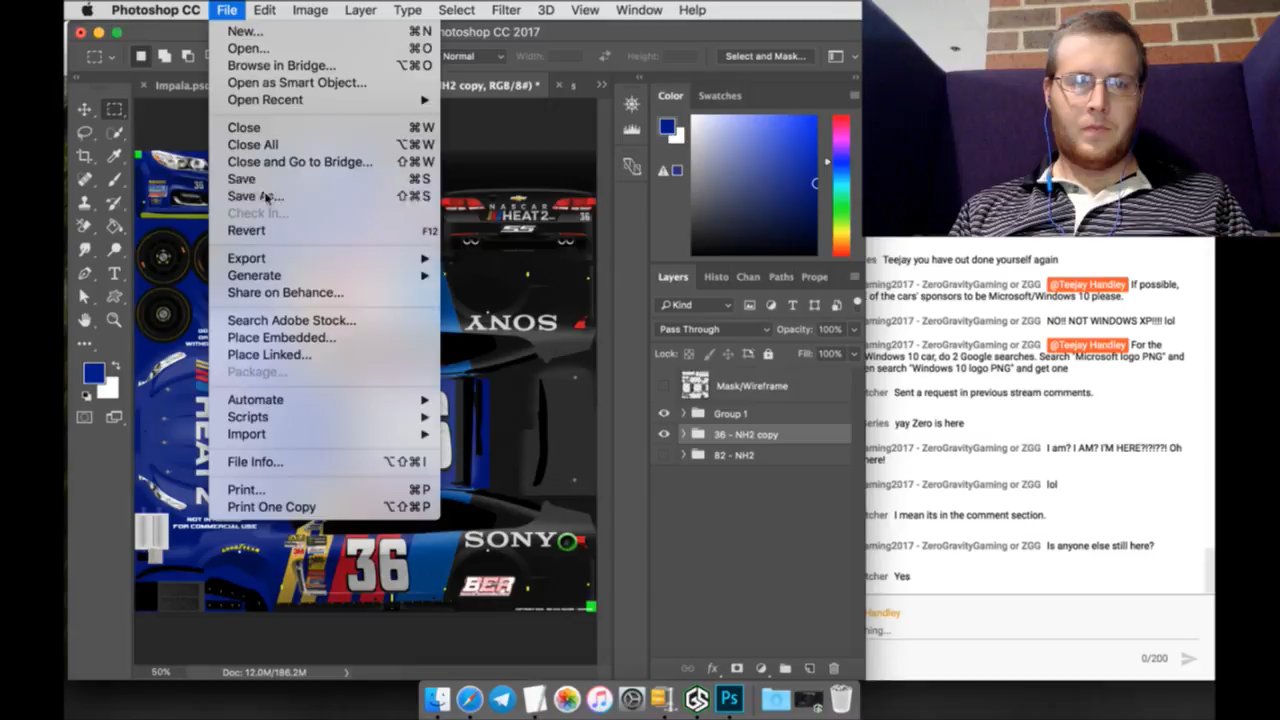 Photoshop CC File Edit Image Layer Type Select Filter 3D View Window Help
oshop CC 2017
Normal Width: Height: Select and Mask...
Impala.psd
H2 copy, RGB/8#) *
s
New... ⌘N
Open... ⌘O
Browse in Bridge... ⌥⌘O
Open as Smart Object...
Open Recent
Close ⌘W
Close All ⌥⌘W
Close and Go to Bridge... ⇧⌘W
Save ⌘S
Save As... ⇧⌘S
Check In...
Revert F12
Export
Generate
Share on Behance...
Search Adobe Stock...
Place Embedded...
Place Linked...
Package...
Automate
Scripts
Import
File Info... ⌥⇧⌘I
Print... ⌘P
Print One Copy ⌥⇧⌘P
Color Swatches
Layers Histo Chan Paths Prope
Kind
Pass Through Opacity: 100%
Lock: Fill: 100%
Mask/Wireframe
Group 1
36 - NH2 copy
82 - NH2
NASCAR
HEAT 2
SS
36
36
SONY
SONY
36
BER
GOODYEAR
FOR COMMERCIAL USE
50% Doc: 12.0M/186.2M
es Teejay you have out done yourself again
aming2017 - ZeroGravityGaming or ZGG @Teejay Handley If possible,
of the cars' sponsors to be Microsoft/Windows 10 please.
aming2017 - ZeroGravityGaming or ZGG NO!! NOT WINDOWS XP!!!! lol
aming2017 - ZeroGravityGaming or ZGG @Teejay Handley For the
Windows 10 car, do 2 Google searches. Search "Microsoft logo PNG" and
en search "Windows 10 logo PNG" and get one
tcher Sent a request in previous stream comments.
Series yay Zero is here
aming2017 - ZeroGravityGaming or ZGG I am? I AM? I'M HERE?!?!?!?! Oh
here!
aming2017 - ZeroGravityGaming or ZGG lol
tcher I mean its in the comment section.
aming2017 - ZeroGravityGaming or ZGG Is anyone else still here?
tcher Yes
Handley
hing...
0/200
Ps